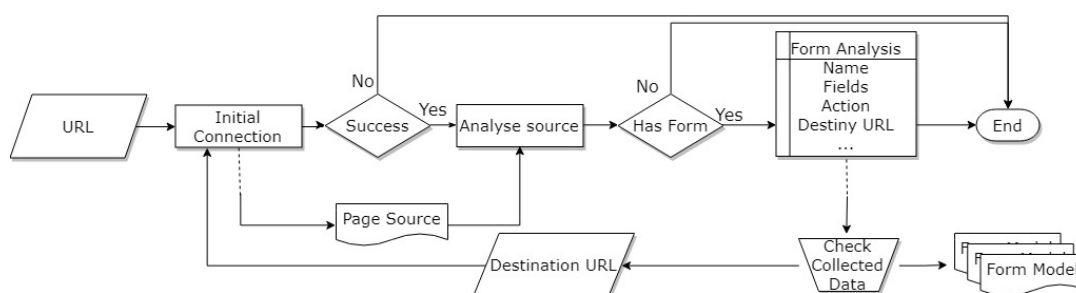 URL
Initial
Connection
No
Success
Yes
Analyse source
No
Has Form
Yes
Form Analysis
Name
Fields
Action
Destiny URL
...
End
Page Source
Destination URL
Check
Collected
Data
Form Model